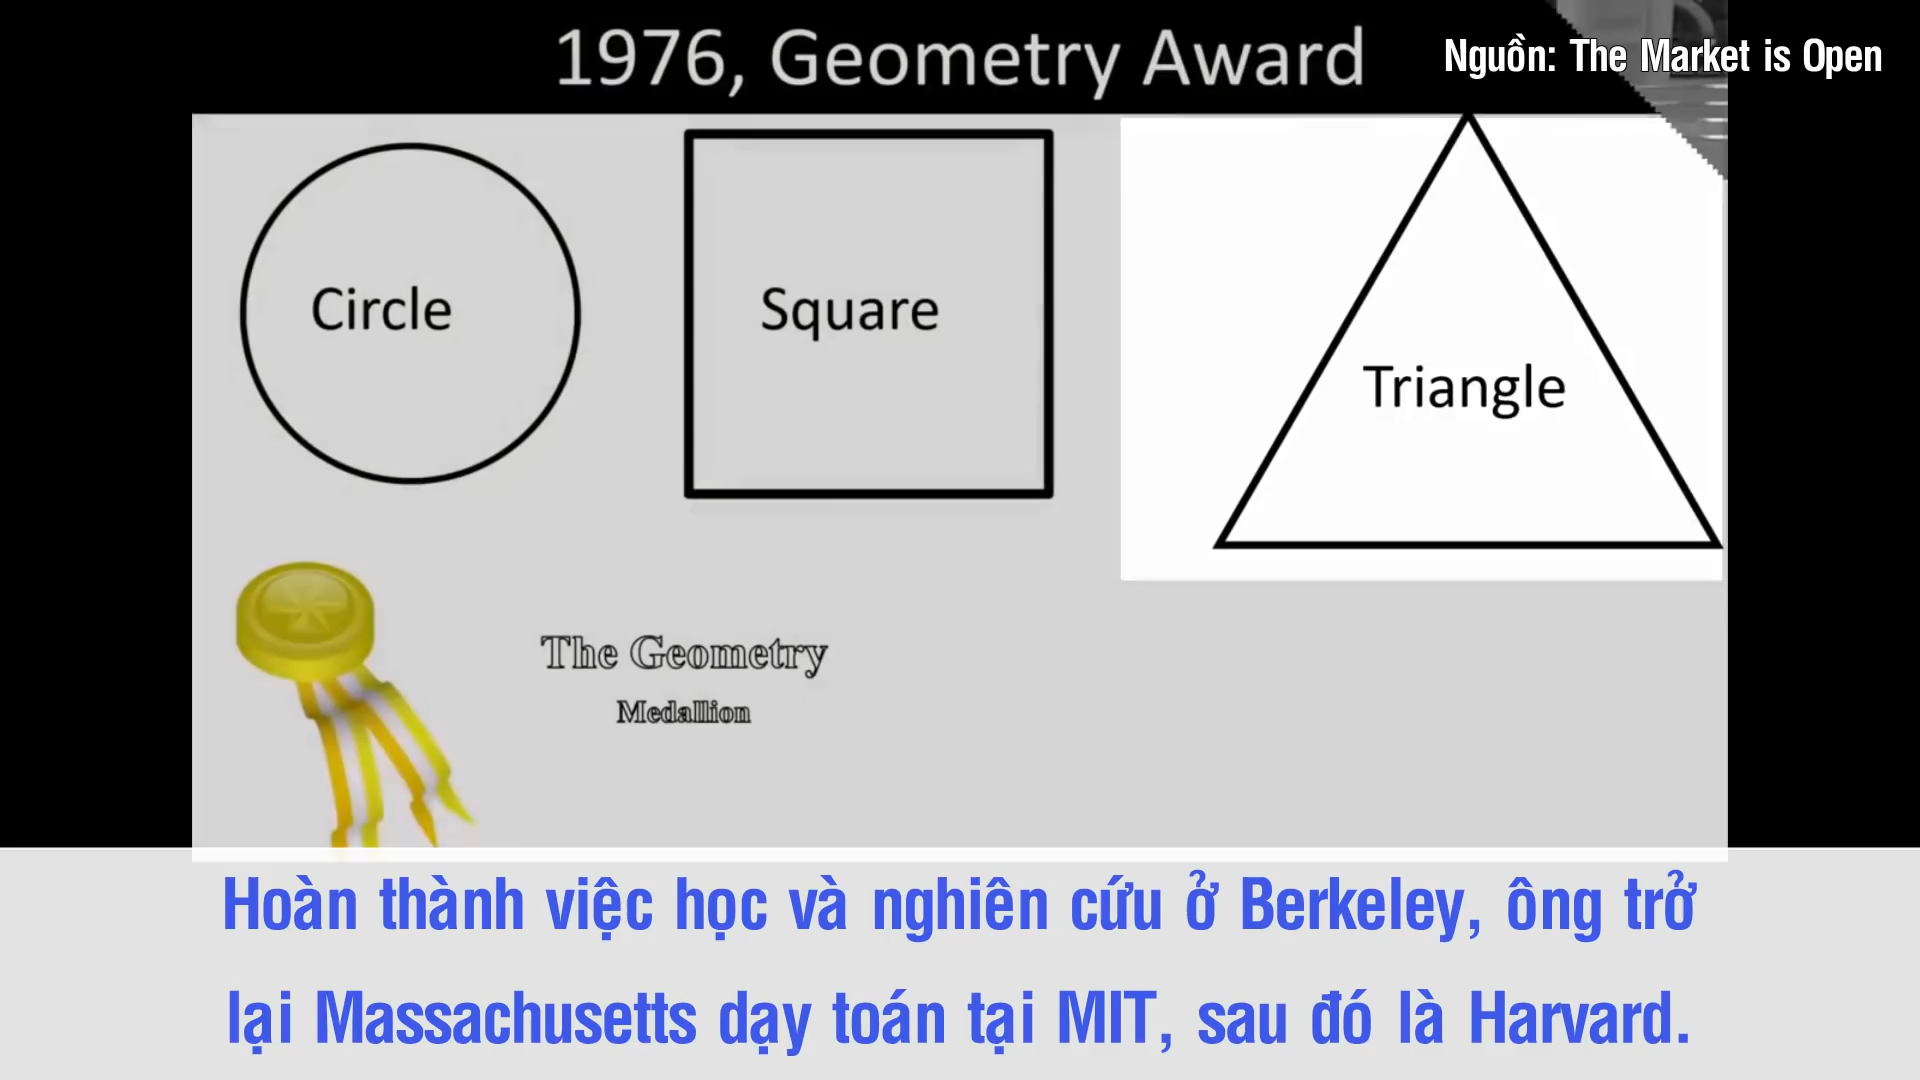 1976, Geometry Award
Nguồn: The Market is Open
Circle
Square
Triangle
The Geometry
Medallion
Hoàn thành việc học và nghiên cứu ở Berkeley, ông trở
lại Massachusetts dạy toán tại MIT, sau đó là Harvard.